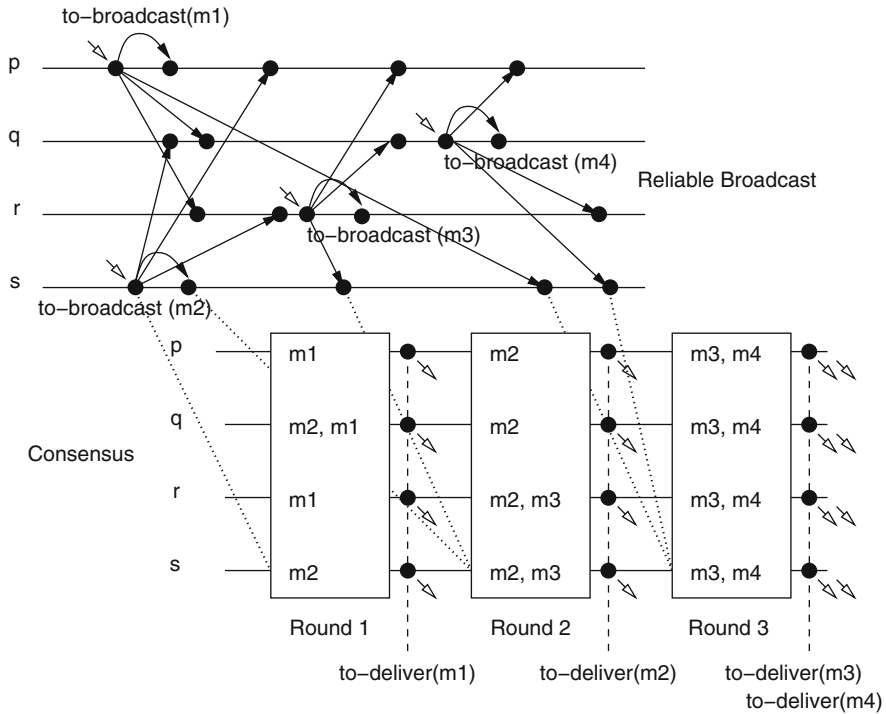 to−broadcast(m1)
p
q
to−broadcast (m4)
Reliable Broadcast
r
to−broadcast (m3)
s
to−broadcast (m2)
p
m1
m2
m3, m4
q
m2, m1
m2
m3, m4
Consensus
r
m1
m2, m3
m3, m4
s
m2
m2, m3
m3, m4
Round 1
Round 2
Round 3
to−deliver(m1)
to−deliver(m2)
to−deliver(m3)
to−deliver(m4)